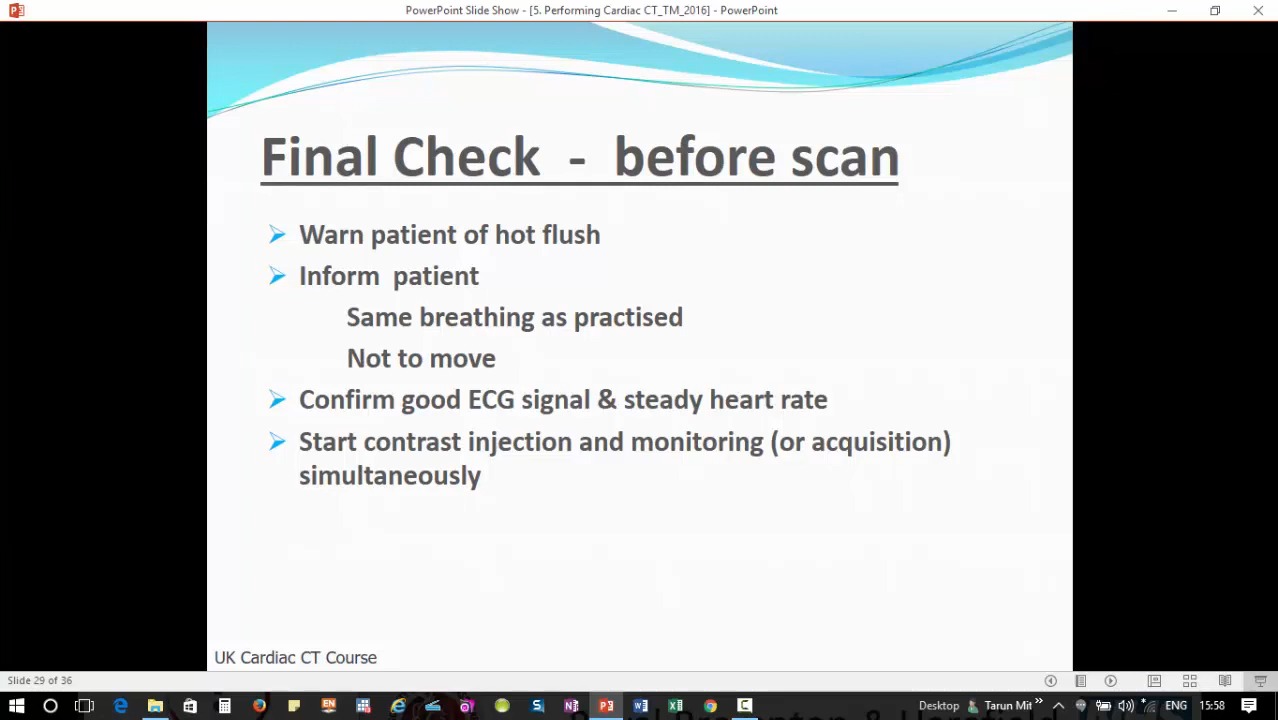 PowerPoint Slide Show - [5. Performing Cardiac CT_TM_2016] - PowerPoint
Final Check - before scan
Warn patient of hot flush
Inform patient
Same breathing as practised
Not to move
Confirm good ECG signal & steady heart rate
Start contrast injection and monitoring (or acquisition)
simultaneously
UK Cardiac CT Course
Slide 29 of 36
Desktop Tarun Mit ENG 15:58